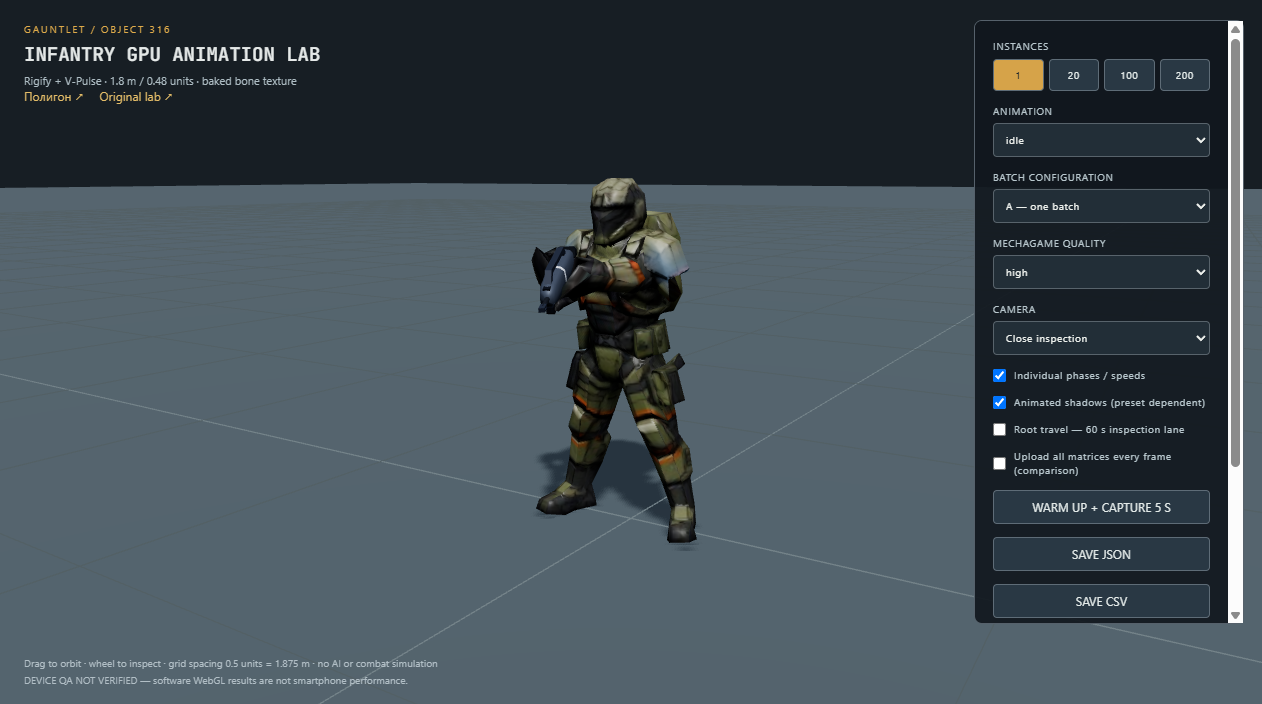 GAUNTLET / OBJECT 316
INFANTRY GPU ANIMATION LAB
Rigify + V-Pulse · 1.8 m / 0.48 units · baked bone texture
Полигон ↗ Original lab ↗
INSTANCES
1 20 100 200
ANIMATION
idle
BATCH CONFIGURATION
A — one batch
MECHAGAME QUALITY
high
CAMERA
Close inspection
Individual phases / speeds
Animated shadows (preset dependent)
Root travel — 60 s inspection lane
Upload all matrices every frame
(comparison)
WARM UP + CAPTURE 5 S
SAVE JSON
SAVE CSV
Drag to orbit · wheel to inspect · grid spacing 0.5 units = 1.875 m · no AI or combat simulation
DEVICE QA NOT VERIFIED — software WebGL results are not smartphone performance.